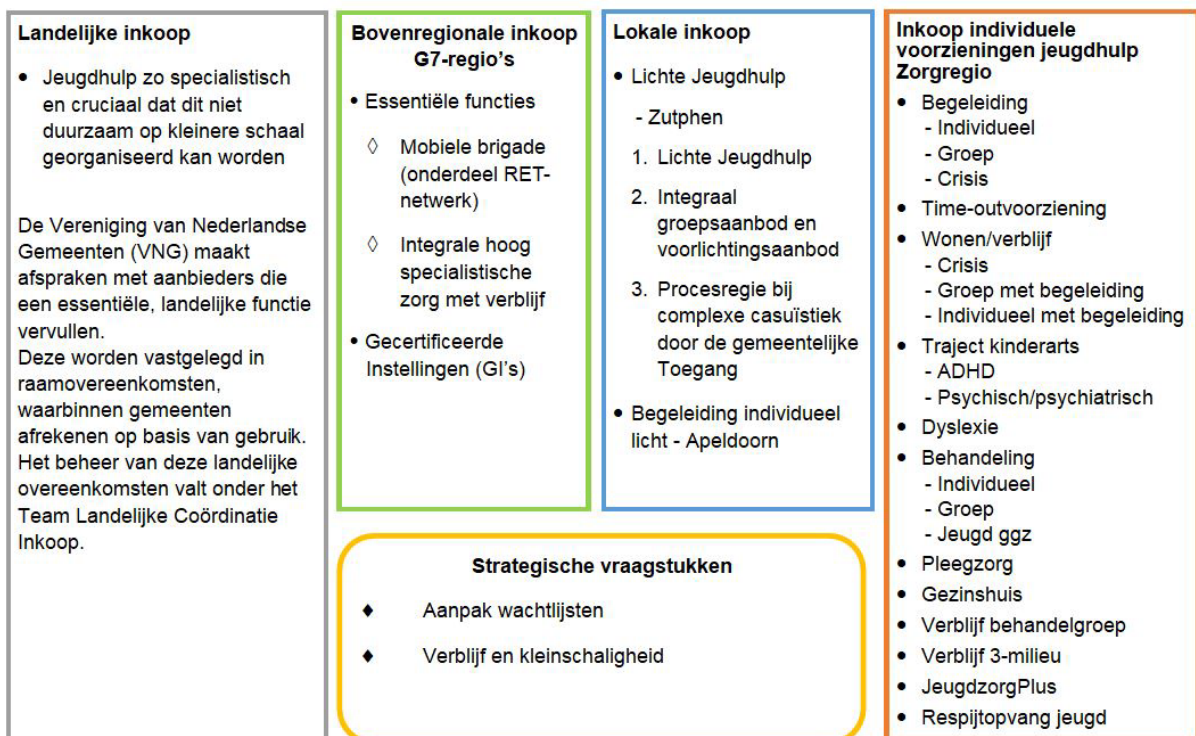 Landelijke inkoop
• Jeugdhulp zo specialistisch
en cruciaal dat dit niet
duurzaam op kleinere schaal
georganiseerd kan worden
De Vereniging van Nederlandse
Gemeenten (VNG) maakt
afspraken met aanbieders die
een essentiële, landelijke functie
vervullen.
Deze worden vastgelegd in
raamovereenkomsten,
waarbinnen gemeenten
afrekenen op basis van gebruik.
Het beheer van deze landelijke
overeenkomsten valt onder het
Team Landelijke Coördinatie
Inkoop.
Bovenregionale inkoop
G7-regio's
• Essentiële functies
◊ Mobiele brigade
(onderdeel RET-
netwerk)
◊ Integrale hoog
specialistische
zorg met verblijf
• Gecertificeerde
Instellingen (GI's)
Lokale inkoop
• Lichte Jeugdhulp
- Zutphen
1. Lichte Jeugdhulp
2. Integraal
groepsaanbod en
voorlichtingsaanbod
3. Procesregie bij
complexe casuïstiek
door de gemeentelijke
Toegang
• Begeleiding individueel
licht - Apeldoorn
Strategische vraagstukken
♦ Aanpak wachtlijsten
♦ Verblijf en kleinschaligheid
Inkoop individuele
voorzieningen jeugdhulp
Zorgregio
• Begeleiding
- Individueel
- Groep
- Crisis
• Time-outvoorziening
• Wonen/verblijf
- Crisis
- Groep met begeleiding
- Individueel met begeleiding
• Traject kinderarts
- ADHD
- Psychisch/psychiatrisch
• Dyslexie
• Behandeling
- Individueel
- Groep
- Jeugd ggz
• Pleegzorg
• Gezinshuis
• Verblijf behandelgroep
• Verblijf 3-milieu
• JeugdzorgPlus
• Respijtopvang jeugd